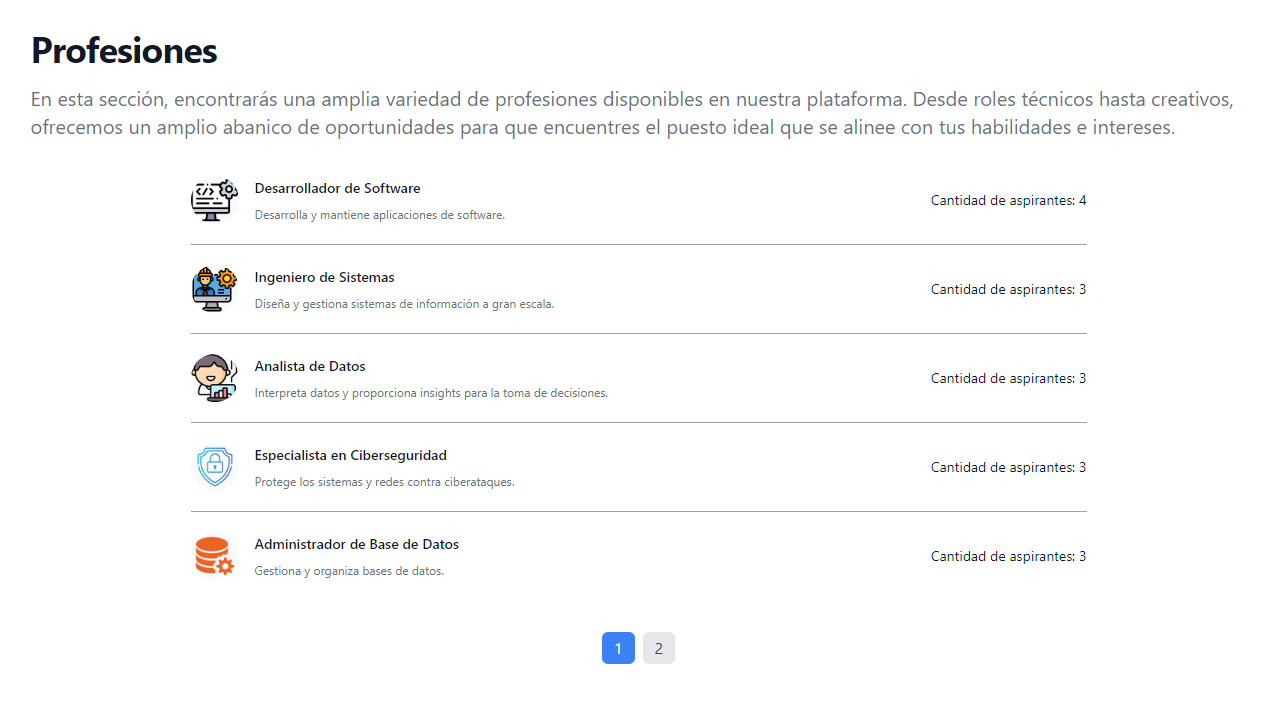 Profesiones
En esta sección, encontrarás una amplia variedad de profesiones disponibles en nuestra plataforma. Desde roles técnicos hasta creativos,
ofrecemos un amplio abanico de oportunidades para que encuentres el puesto ideal que se alinee con tus habilidades e intereses.
Desarrollador de Software
Desarrolla y mantiene aplicaciones de software.
Cantidad de aspirantes: 4
Ingeniero de Sistemas
Diseña y gestiona sistemas de información a gran escala.
Cantidad de aspirantes: 3
Analista de Datos
Interpreta datos y proporciona insights para la toma de decisiones.
Cantidad de aspirantes: 3
Especialista en Ciberseguridad
Protege los sistemas y redes contra ciberataques.
Cantidad de aspirantes: 3
Administrador de Base de Datos
Gestiona y organiza bases de datos.
Cantidad de aspirantes: 3
1 2